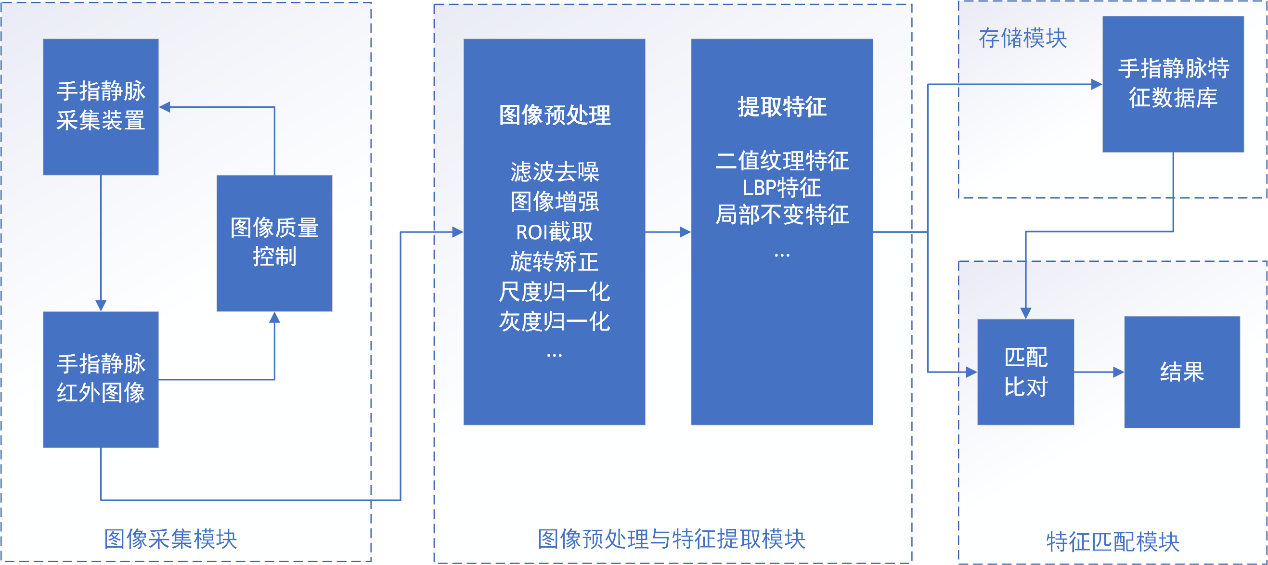 手指静脉
采集装置
图像质量
控制
手指静脉
红外图像
图像采集模块
图像预处理
滤波去噪
图像增强
ROI截取
旋转矫正
尺度归一化
灰度归一化
...
提取特征
二值纹理特征
LBP特征
局部不变特征
...
图像预处理与特征提取模块
存储模块
手指静脉特
征数据库
匹配
比对
结果
特征匹配模块